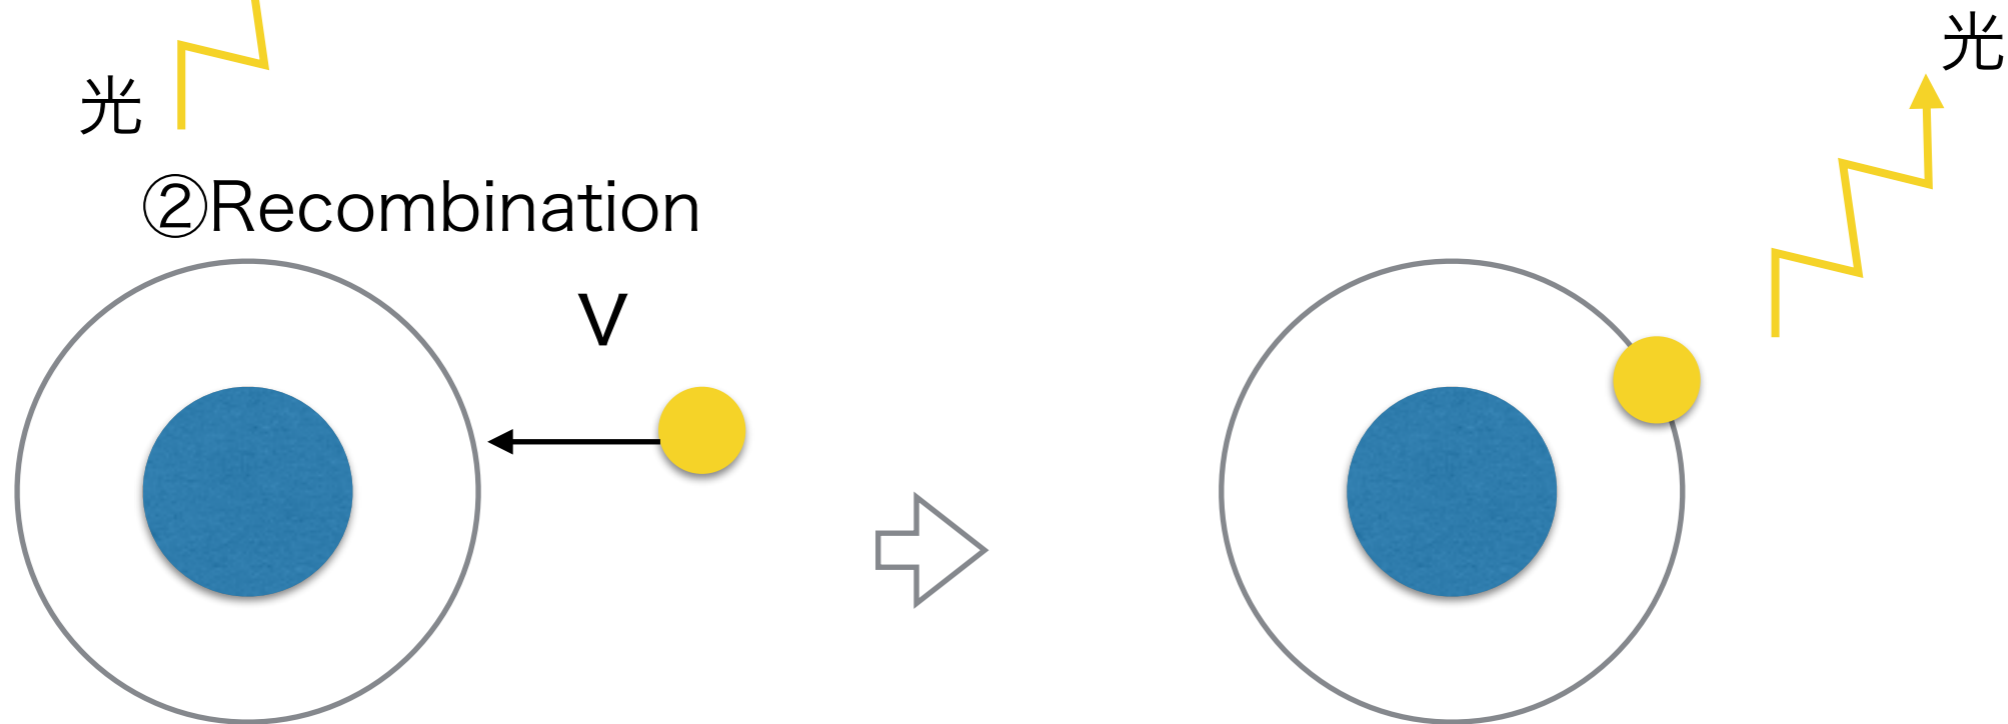 光
光
②Recombination
V